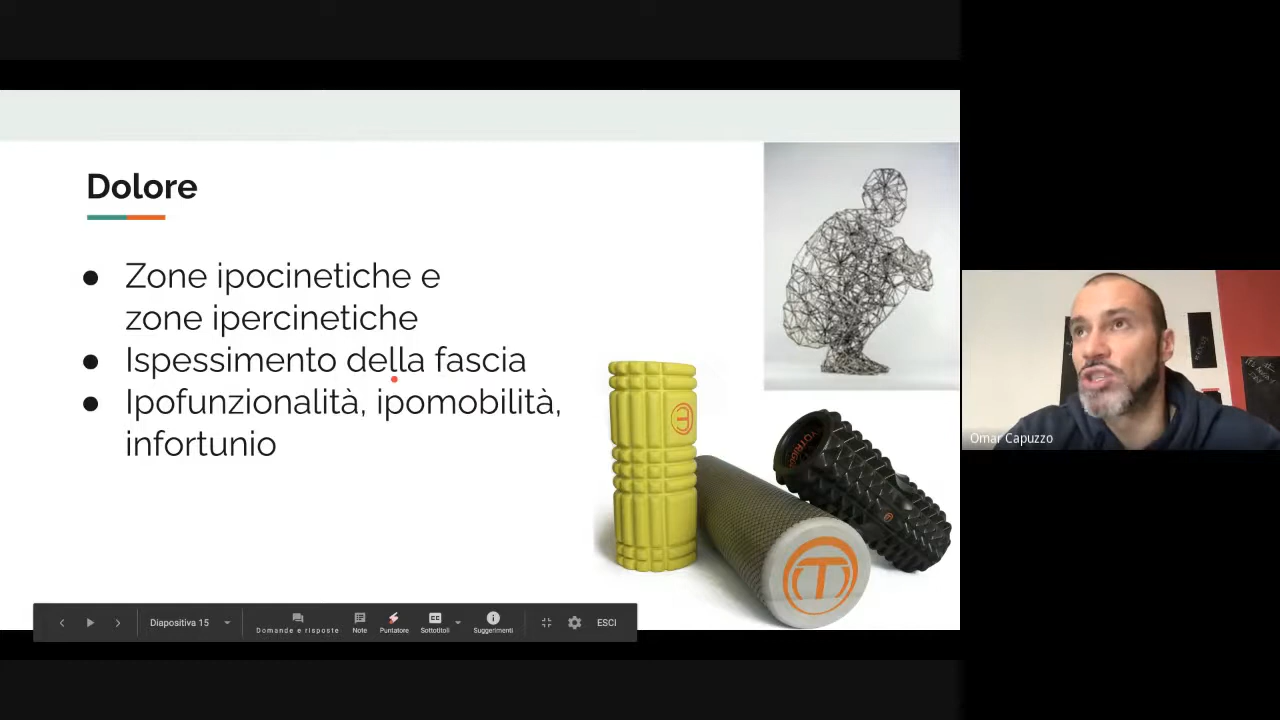 Dolore
● Zone ipocinetiche e
zone ipercinetiche
● Ispessimento della fascia
● Ipofunzionalità, ipomobilità,
infortunio
Omar Capuzzo
Diapositiva 15
Domande e risposte
Note
Puntatore
Sottotitoli
Suggerimenti
ESCI